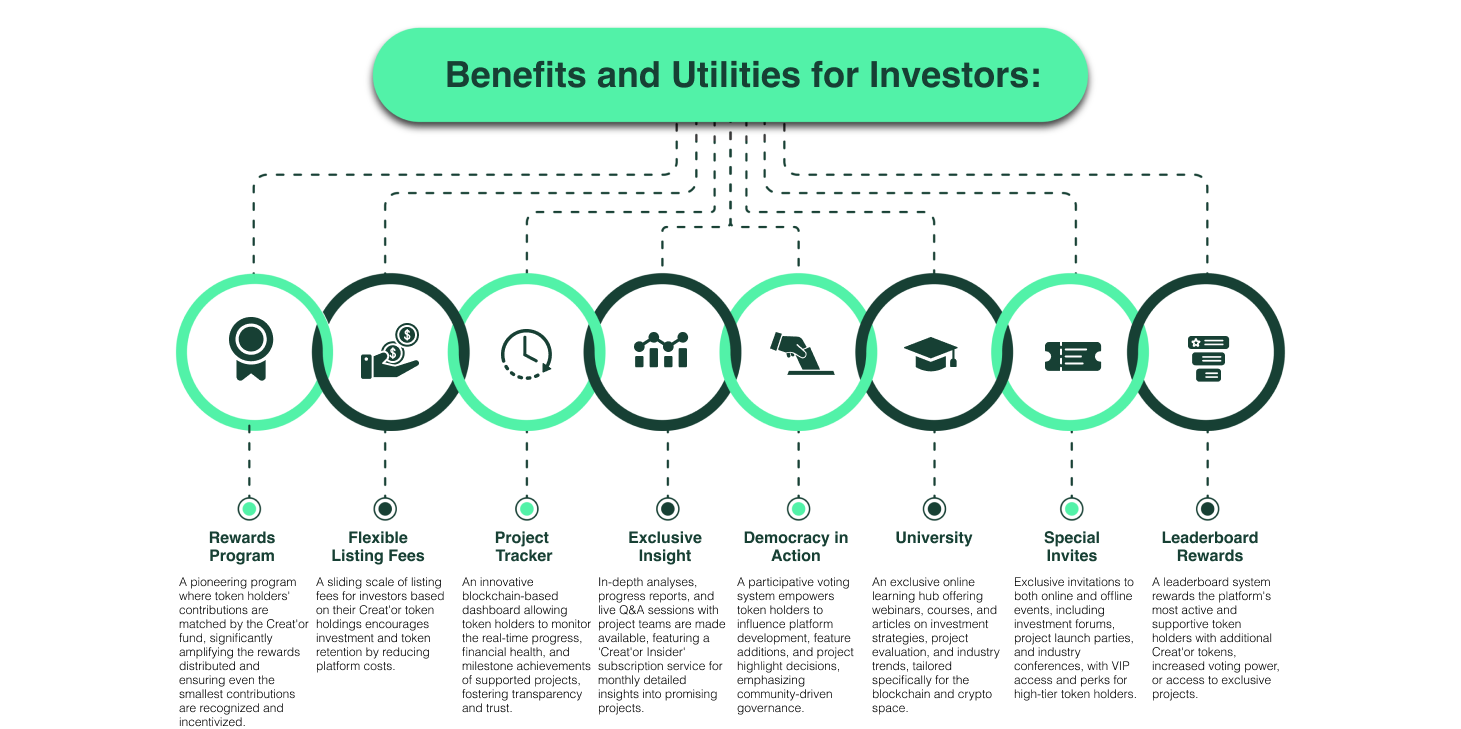 Benefits and Utilities for Investors:
Rewards
Program
A pioneering program
where token holders'
contributions are
matched by the Creat'or
fund, significantly
amplifying the rewards
distributed and
ensuring even the
smallest contributions
are recognized and
incentivized.
Flexible
Listing Fees
A sliding scale of listing
fees for investors based
on their Creat'or token
holdings encourages
investment and token
retention by reducing
platform costs.
Project
Tracker
An innovative
blockchain-based
dashboard allowing
token holders to monitor
the real-time progress,
financial health, and
milestone achievements
of supported projects,
fostering transparency
and trust.
Exclusive
Insight
In-depth analyses,
progress reports, and
live Q&A sessions with
project teams are made
available, featuring a
'Creat'or Insider'
subscription service for
monthly detailed
insights into promising
projects.
Democracy in
Action
A participative voting
system empowers
token holders to
influence platform
development, feature
additions, and project
highlight decisions,
emphasizing
community-driven
governance.
University
An exclusive online
learning hub offering
webinars, courses, and
articles on investment
strategies, project
evaluation, and industry
trends, tailored
specifically for the
blockchain and crypto
space.
Special
Invites
Exclusive invitations to
both online and offline
events, including
investment forums,
project launch parties,
and industry
conferences, with VIP
access and perks for
high-tier token holders.
Leaderboard
Rewards
A leaderboard system
rewards the platform's
most active and
supportive token
holders with additional
Creat'or tokens,
increased voting power,
or access to exclusive
projects.